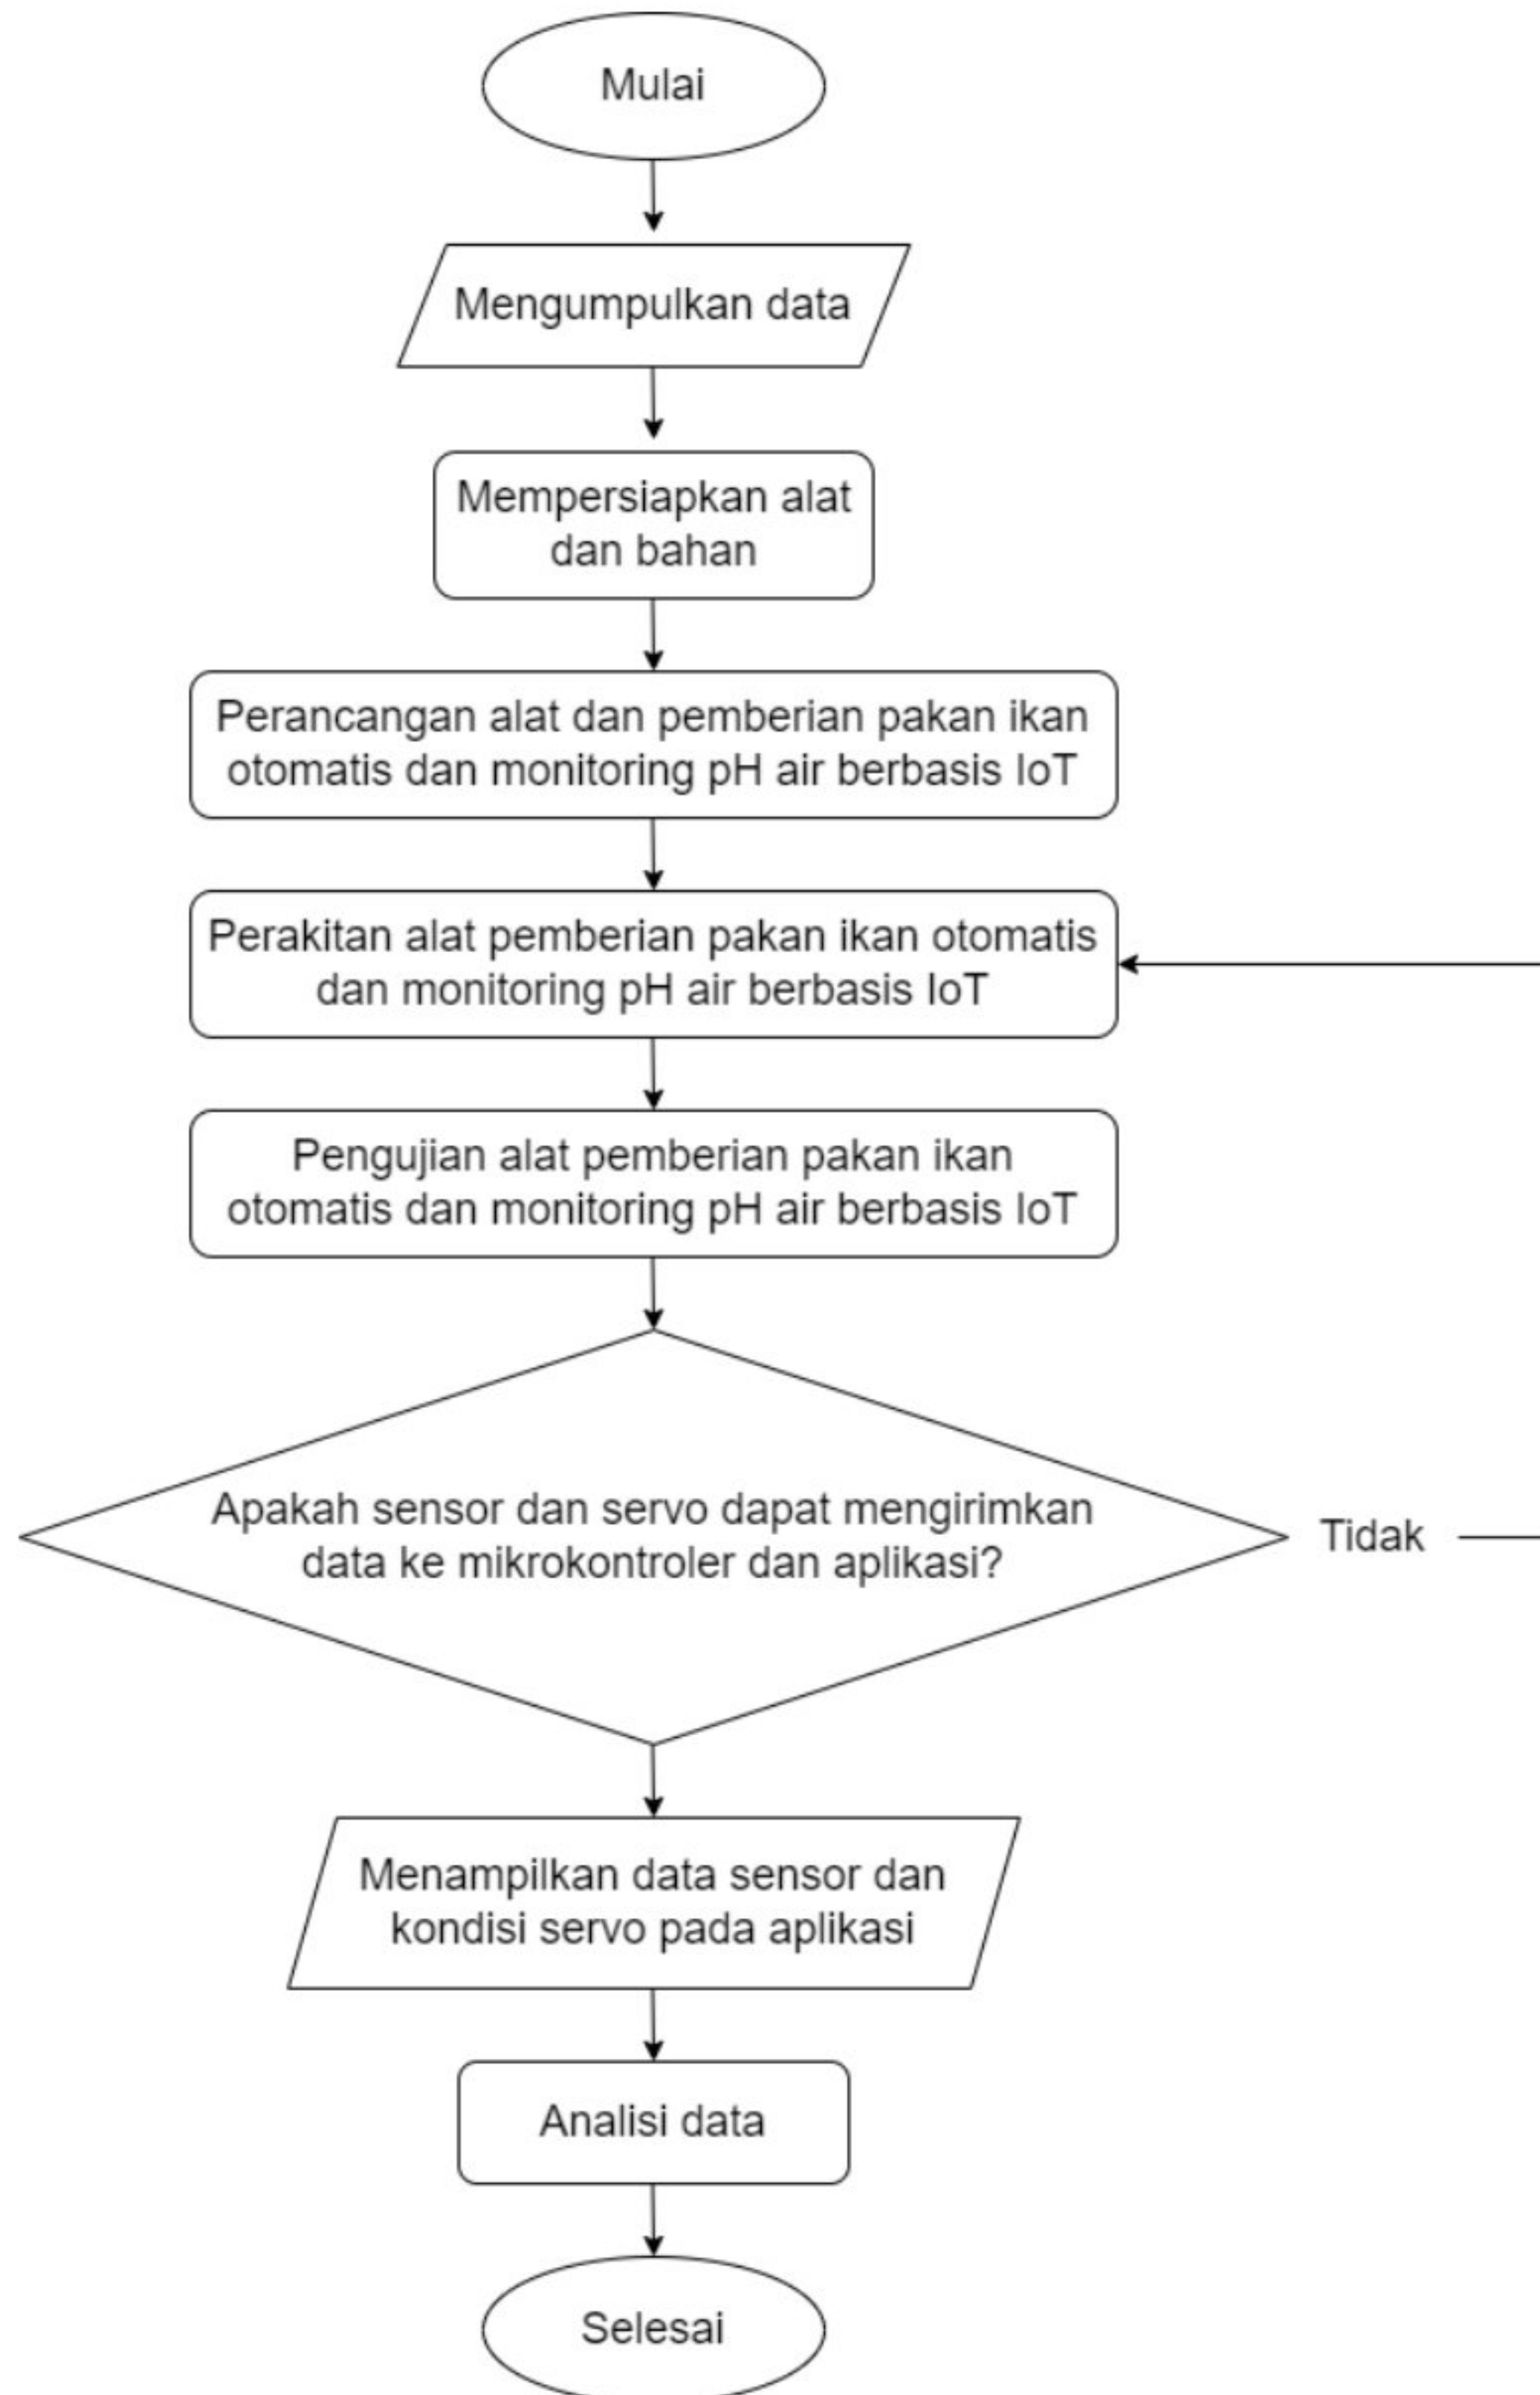 Mulai
Mengumpulkan data
Mempersiapkan alat
dan bahan
Perancangan alat dan pemberian pakan ikan
otomatis dan monitoring pH air berbasis IoT
Perakitan alat pemberian pakan ikan otomatis
dan monitoring pH air berbasis IoT
Pengujian alat pemberian pakan ikan
otomatis dan monitoring pH air berbasis IoT
Apakah sensor dan servo dapat mengirimkan
data ke mikrokontroler dan aplikasi?
Tidak
Menampilkan data sensor dan
kondisi servo pada aplikasi
Analisi data
Selesai